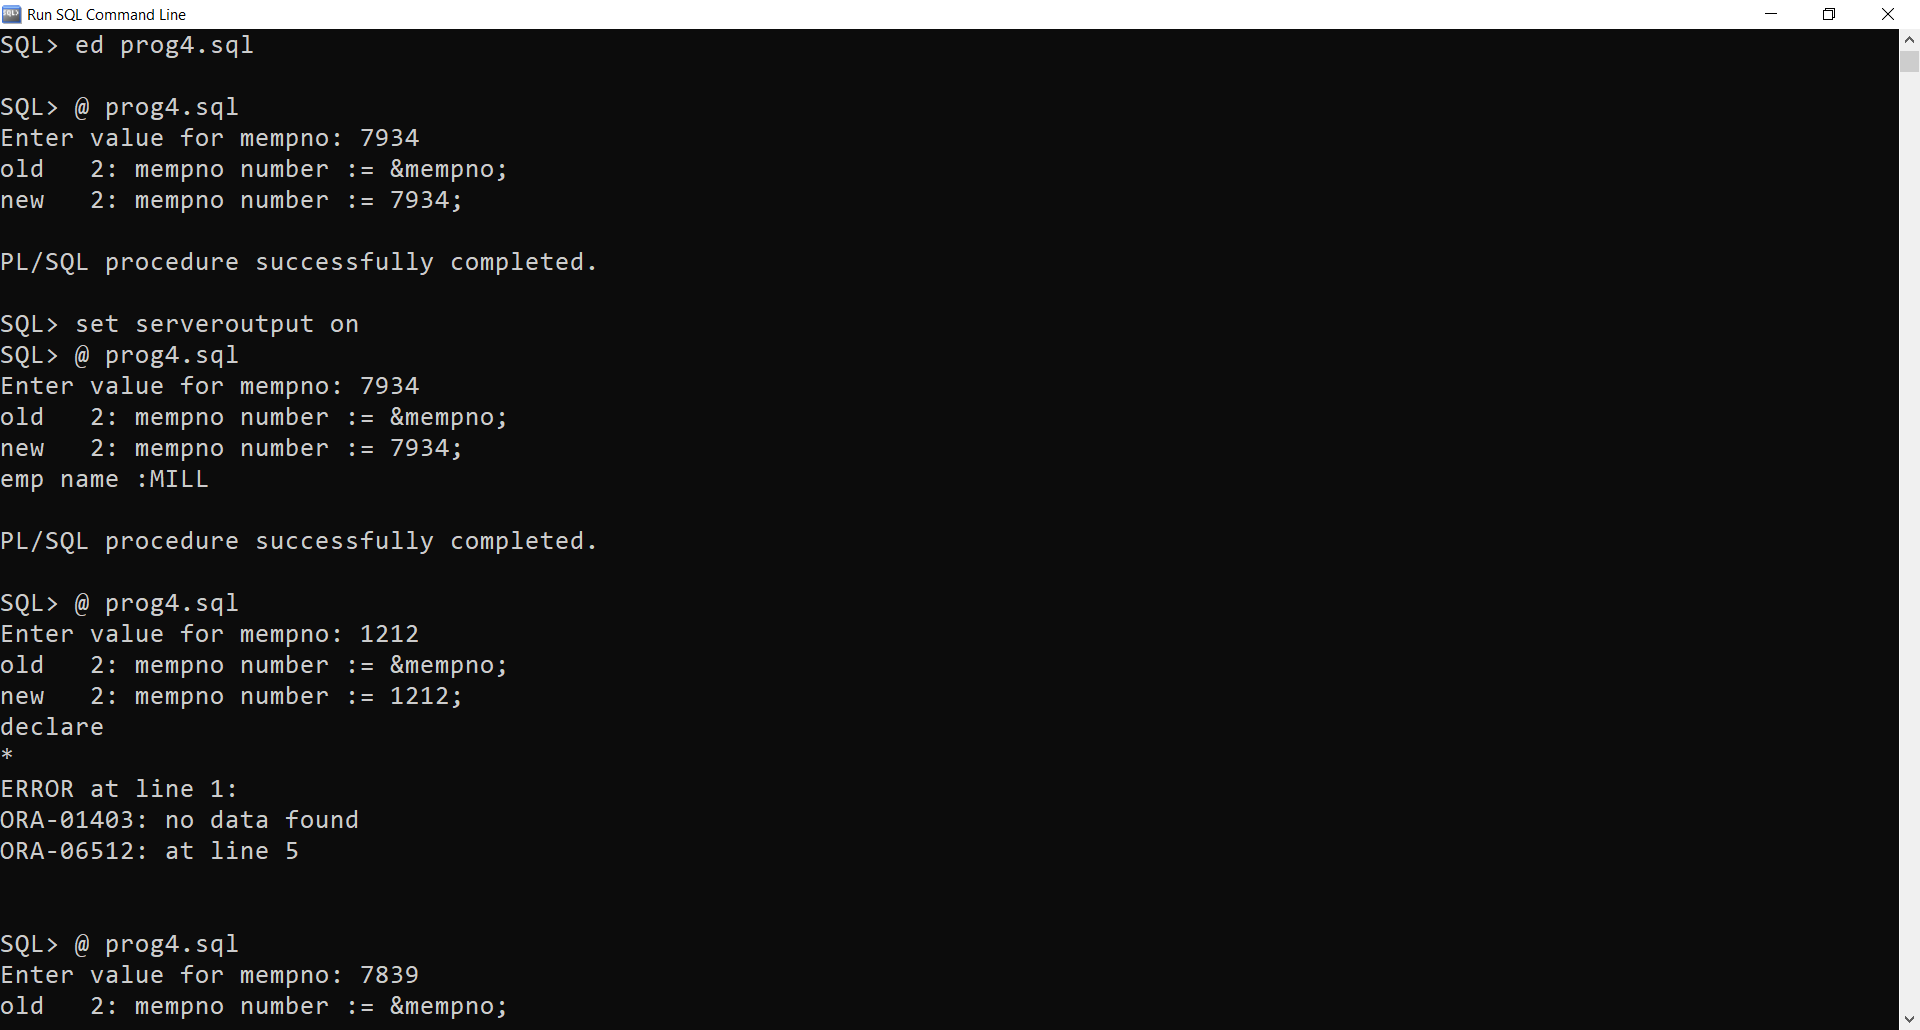 Run SQL Command Line
SQL> ed prog4.sql
SQL> @ prog4.sql
Enter value for mempno: 7934
old   2: mempno number := &mempno;
new   2: mempno number := 7934;
PL/SQL procedure successfully completed.
SQL> set serveroutput on
SQL> @ prog4.sql
Enter value for mempno: 7934
old   2: mempno number := &mempno;
new   2: mempno number := 7934;
emp name :MILL
PL/SQL procedure successfully completed.
SQL> @ prog4.sql
Enter value for mempno: 1212
old   2: mempno number := &mempno;
new   2: mempno number := 1212;
declare
*
ERROR at line 1:
ORA-01403: no data found
ORA-06512: at line 5
SQL> @ prog4.sql
Enter value for mempno: 7839
old   2: mempno number := &mempno;